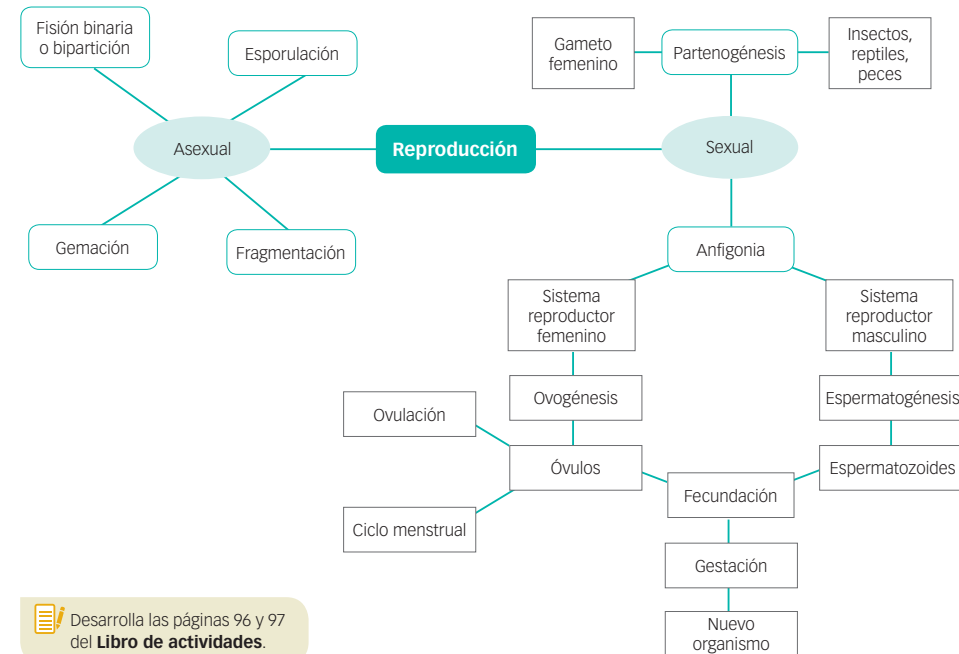 Fisión binaria
o bipartición
Esporulación
Asexual
Gemación
Fragmentación
Reproducción
Gameto
femenino
Partenogénesis
Insectos,
reptiles,
peces
Sexual
Anfigonia
Sistema
reproductor
femenino
Sistema
reproductor
masculino
Ovogénesis
Espermatogénesis
Ovulación
Óvulos
Espermatozoides
Ciclo menstrual
Fecundación
Gestación
Nuevo
organismo
Desarrolla las páginas 96 y 97
del Libro de actividades.